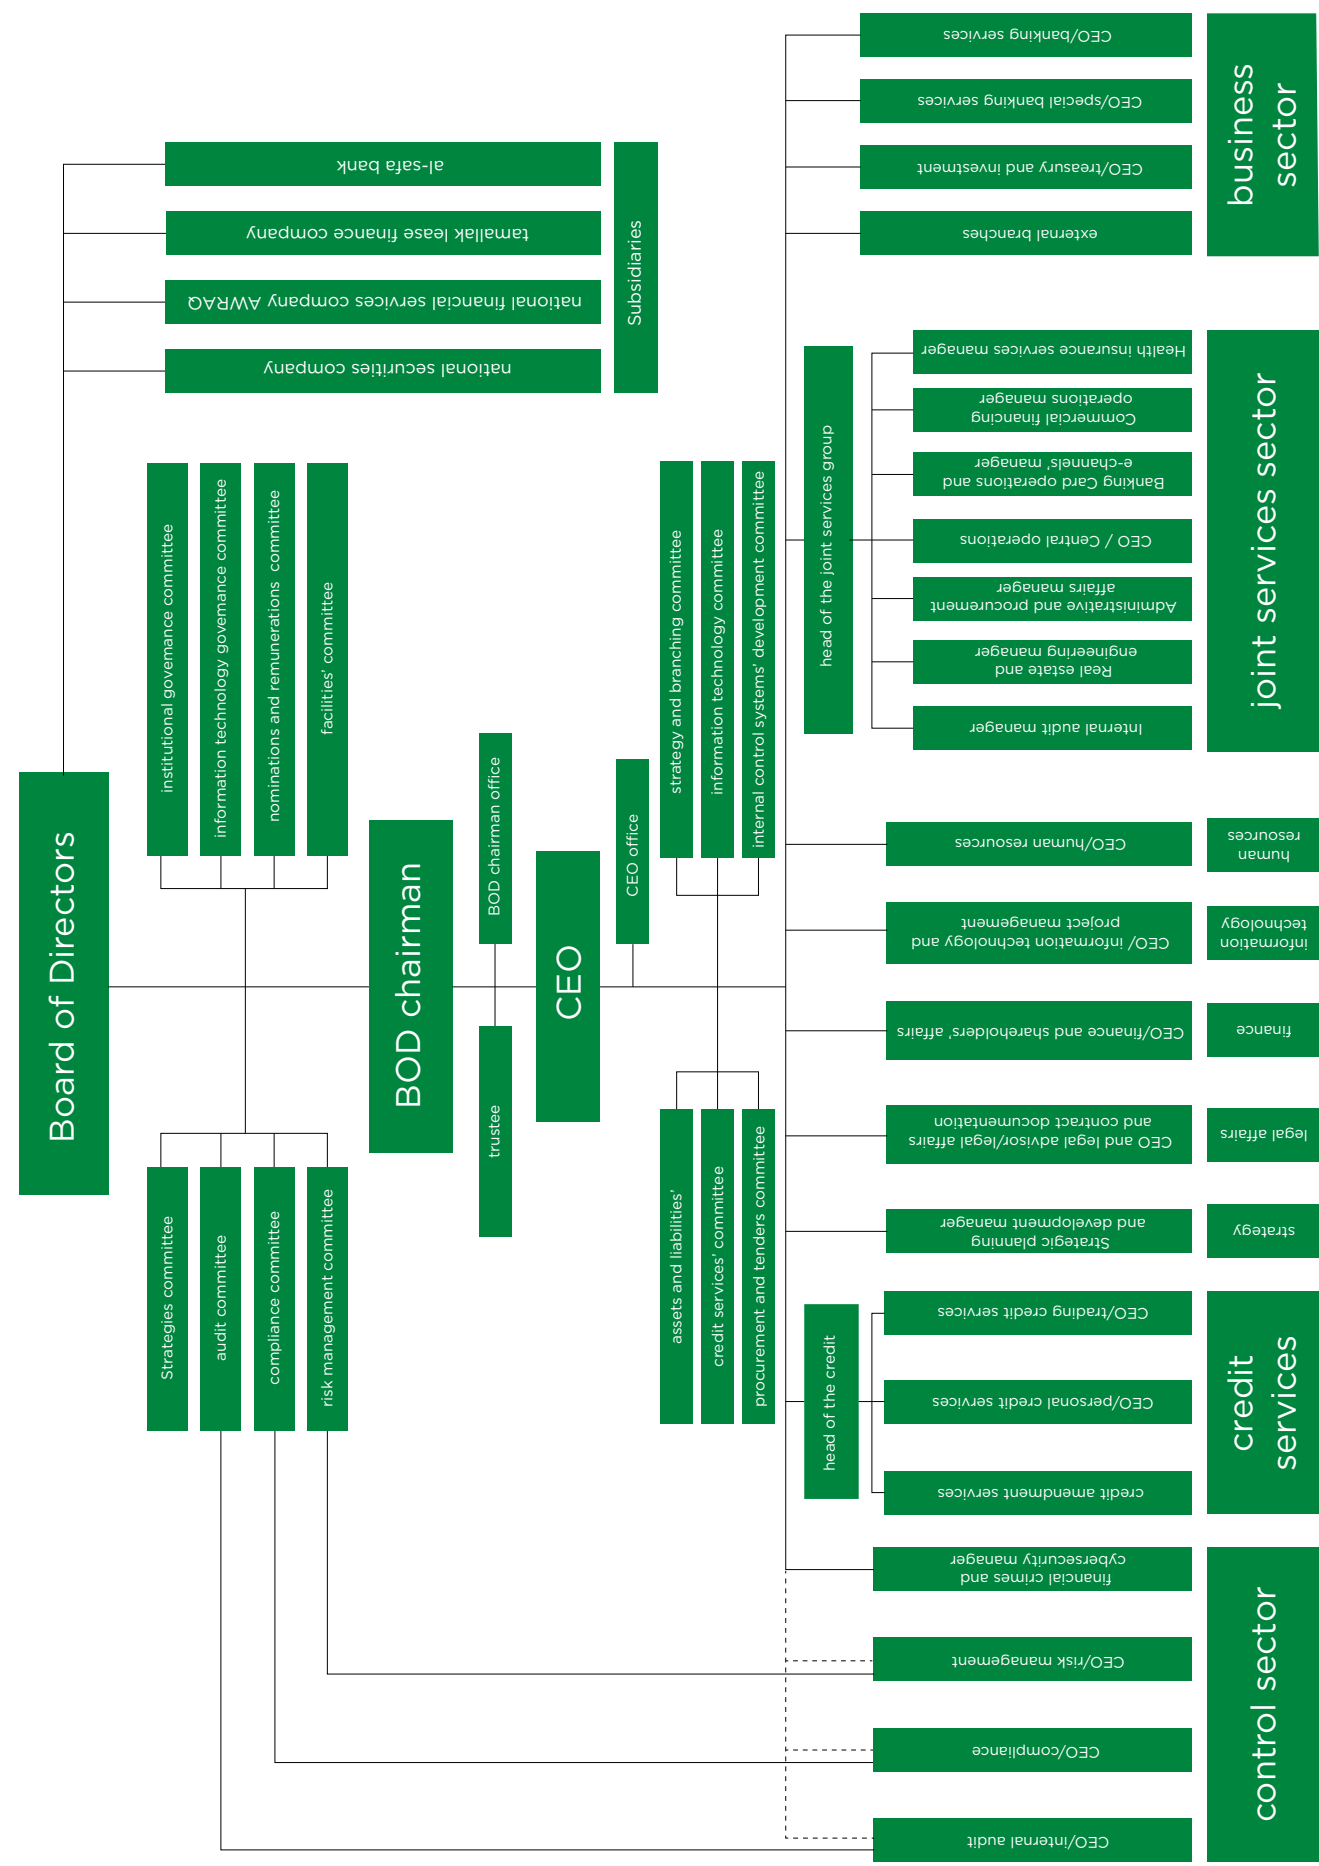 Board of Directors
al-safa bank
tamallak lease finance company
national financial services company AWRAQ
national securities company
Subsidiaries
institutional governance committee
information technology governance committee
nominations and remunerations committee
facilities' committee
Strategies committee
audit committee
compliance committee
risk management committee
BOD chairman
BOD chairman office
trustee
CEO
CEO office
strategy and branching committee
information technology committee
internal control systems' development committee
assets and liabilities'
credit services' committee
procurement and tenders committee
CEO/banking services
CEO/special banking services
CEO/treasury and investment
external branches
business
sector
head of the joint services group
Health insurance services manager
Commercial financing
operations manager
Banking Card operations and
e-channels' manager
CEO / Central operations
Administrative and procurement
affairs manager
Real estate and
engineering manager
Internal audit manager
joint services sector
CEO/human resources
human
resources
CEO/ information technology and
project management
information
technology
CEO/finance and shareholders' affairs
finance
CEO and legal advisor/legal affairs
and contract documentation
legal affairs
Strategic planning
and development manager
strategy
head of the credit
CEO/trading credit services
CEO/personal credit services
credit amendment services
credit
services
financial crimes and
cybersecurity manager
CEO/risk management
CEO/compliance
CEO/internal audit
control sector